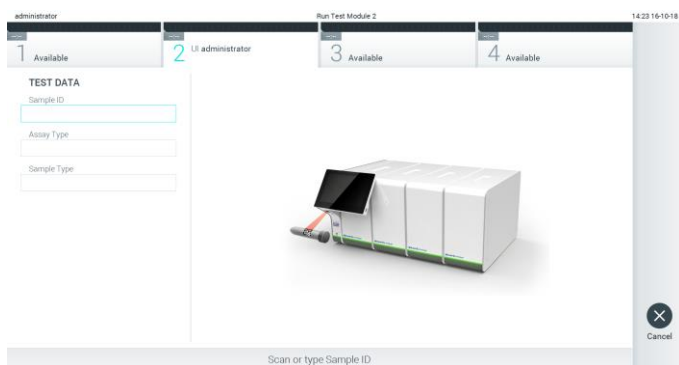 administrator
Run Test Module 2
14:23 16-10-18
--:--
--:--
--:--
--:--
1 Available
2 UI administrator
3 Available
4 Available
TEST DATA
Sample ID
Assay Type
Sample Type
Cancel
Scan or type Sample ID